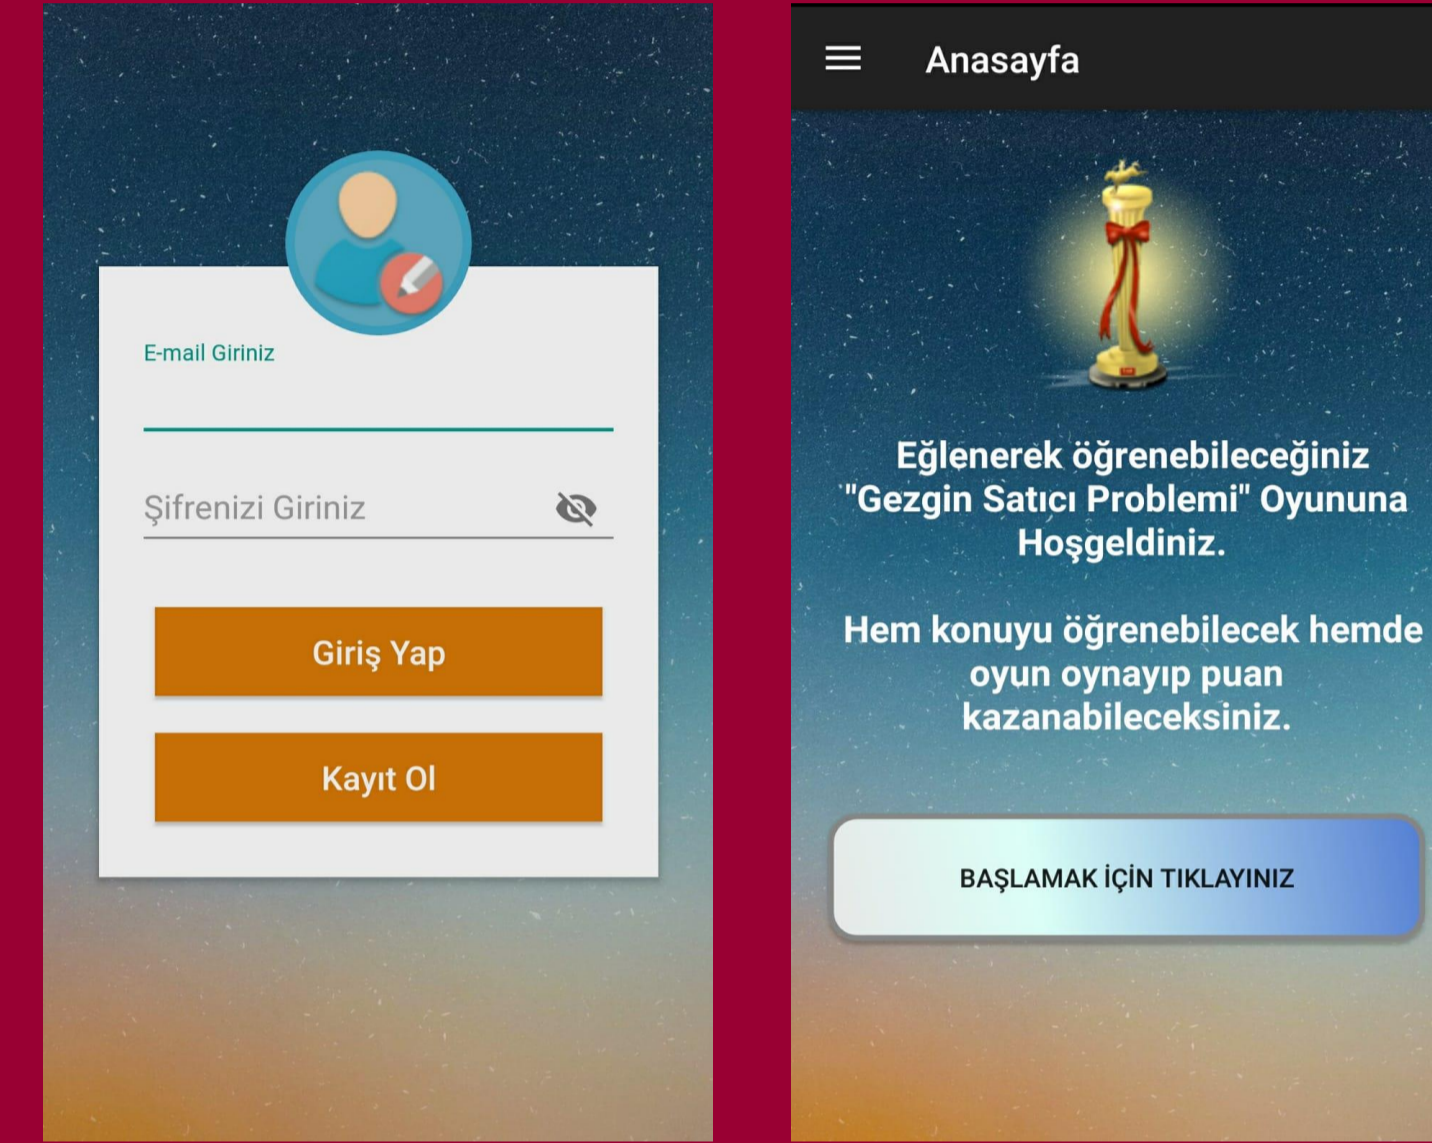 E-mail Giriniz
Şifrenizi Giriniz
Giriş Yap
Kayıt Ol
Anasayfa
Eğlenerek öğrenebileceğiniz
"Gezgin Satıcı Problemi" Oyununa
Hoşgeldiniz.
Hem konuyu öğrenebilecek hemde
oyun oynayıp puan
kazanabileceksiniz.
BAŞLAMAK İÇİN TIKLAYINIZ